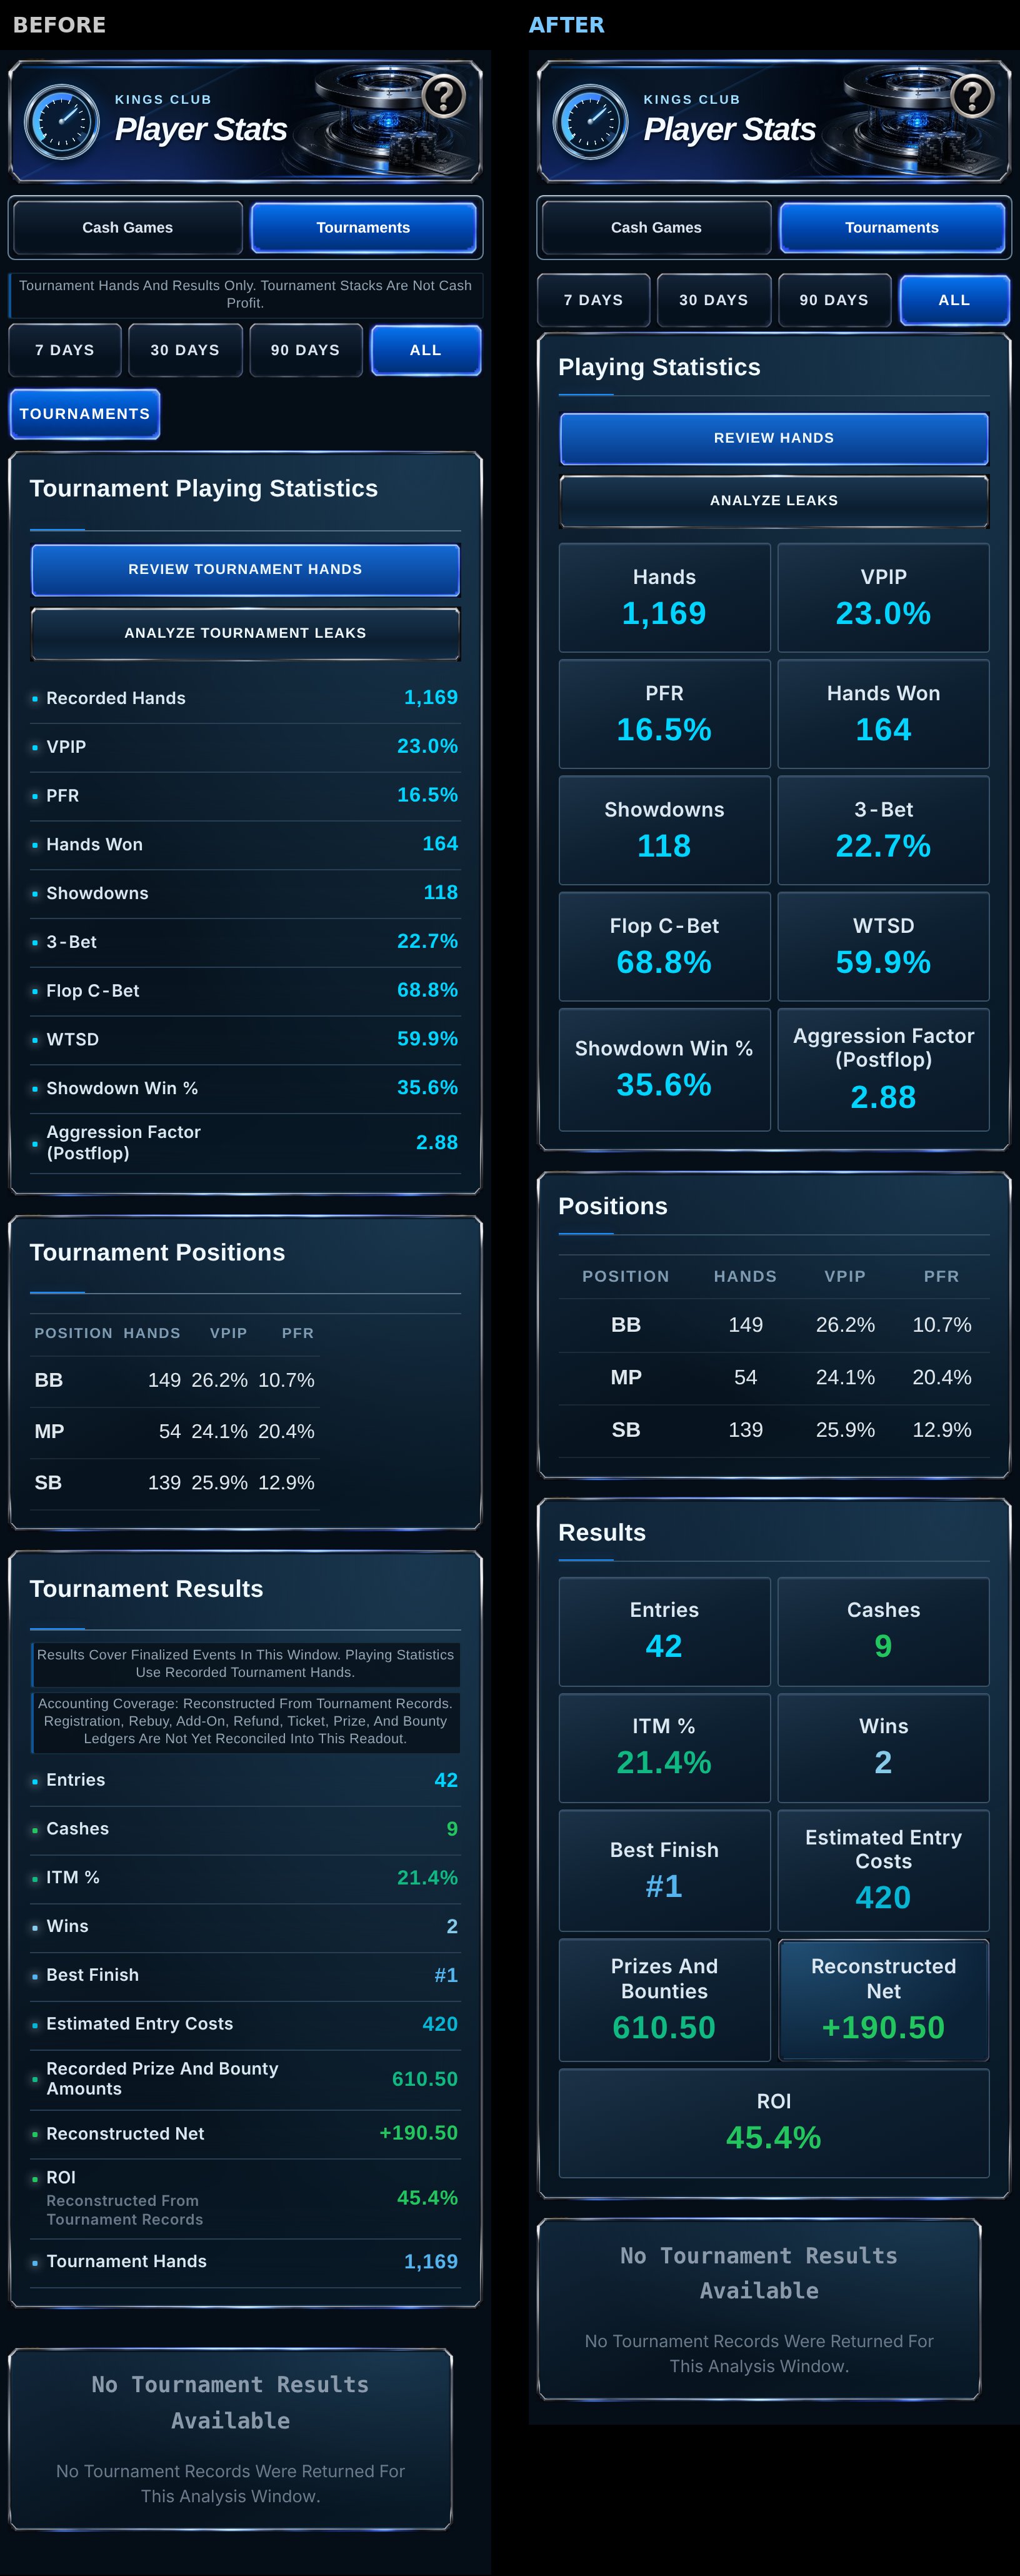 BEFORE
KINGS CLUB
Player Stats
?
Cash Games
Tournaments
Tournament Hands And Results Only. Tournament Stacks Are Not Cash
Profit.
7 DAYS
30 DAYS
90 DAYS
ALL
TOURNAMENTS
Tournament Playing Statistics
REVIEW TOURNAMENT HANDS
ANALYZE TOURNAMENT LEAKS
Recorded Hands 1,169
VPIP 23.0%
PFR 16.5%
Hands Won 164
Showdowns 118
3-Bet 22.7%
Flop C-Bet 68.8%
WTSD 59.9%
Showdown Win % 35.6%
Aggression Factor
(Postflop) 2.88
Tournament Positions
POSITION HANDS VPIP PFR
BB 149 26.2% 10.7%
MP 54 24.1% 20.4%
SB 139 25.9% 12.9%
Tournament Results
Results Cover Finalized Events In This Window. Playing Statistics
Use Recorded Tournament Hands.
Accounting Coverage: Reconstructed From Tournament Records.
Registration, Rebuy, Add-On, Refund, Ticket, Prize, And Bounty
Ledgers Are Not Yet Reconciled Into This Readout.
Entries 42
Cashes 9
ITM % 21.4%
Wins 2
Best Finish #1
Estimated Entry Costs 420
Recorded Prize And Bounty
Amounts 610.50
Reconstructed Net +190.50
ROI
Reconstructed From
Tournament Records
45.4%
Tournament Hands 1,169
No Tournament Results
Available
No Tournament Records Were Returned For
This Analysis Window.
AFTER
KINGS CLUB
Player Stats
?
Cash Games
Tournaments
7 DAYS
30 DAYS
90 DAYS
ALL
Playing Statistics
REVIEW HANDS
ANALYZE LEAKS
Hands
1,169
VPIP
23.0%
PFR
16.5%
Hands Won
164
Showdowns
118
3-Bet
22.7%
Flop C-Bet
68.8%
WTSD
59.9%
Showdown Win %
35.6%
Aggression Factor
(Postflop)
2.88
Positions
POSITION HANDS VPIP PFR
BB 149 26.2% 10.7%
MP 54 24.1% 20.4%
SB 139 25.9% 12.9%
Results
Entries
42
Cashes
9
ITM %
21.4%
Wins
2
Best Finish
#1
Estimated Entry
Costs
420
Prizes And
Bounties
610.50
Reconstructed
Net
+190.50
ROI
45.4%
No Tournament Results
Available
No Tournament Records Were Returned For
This Analysis Window.